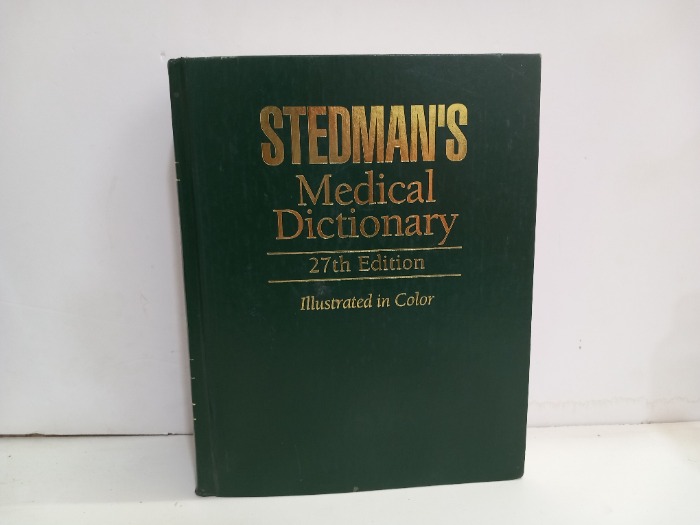 STEDMAN'S
Medical
Dictionary
27th Edition
Illustrated in Color